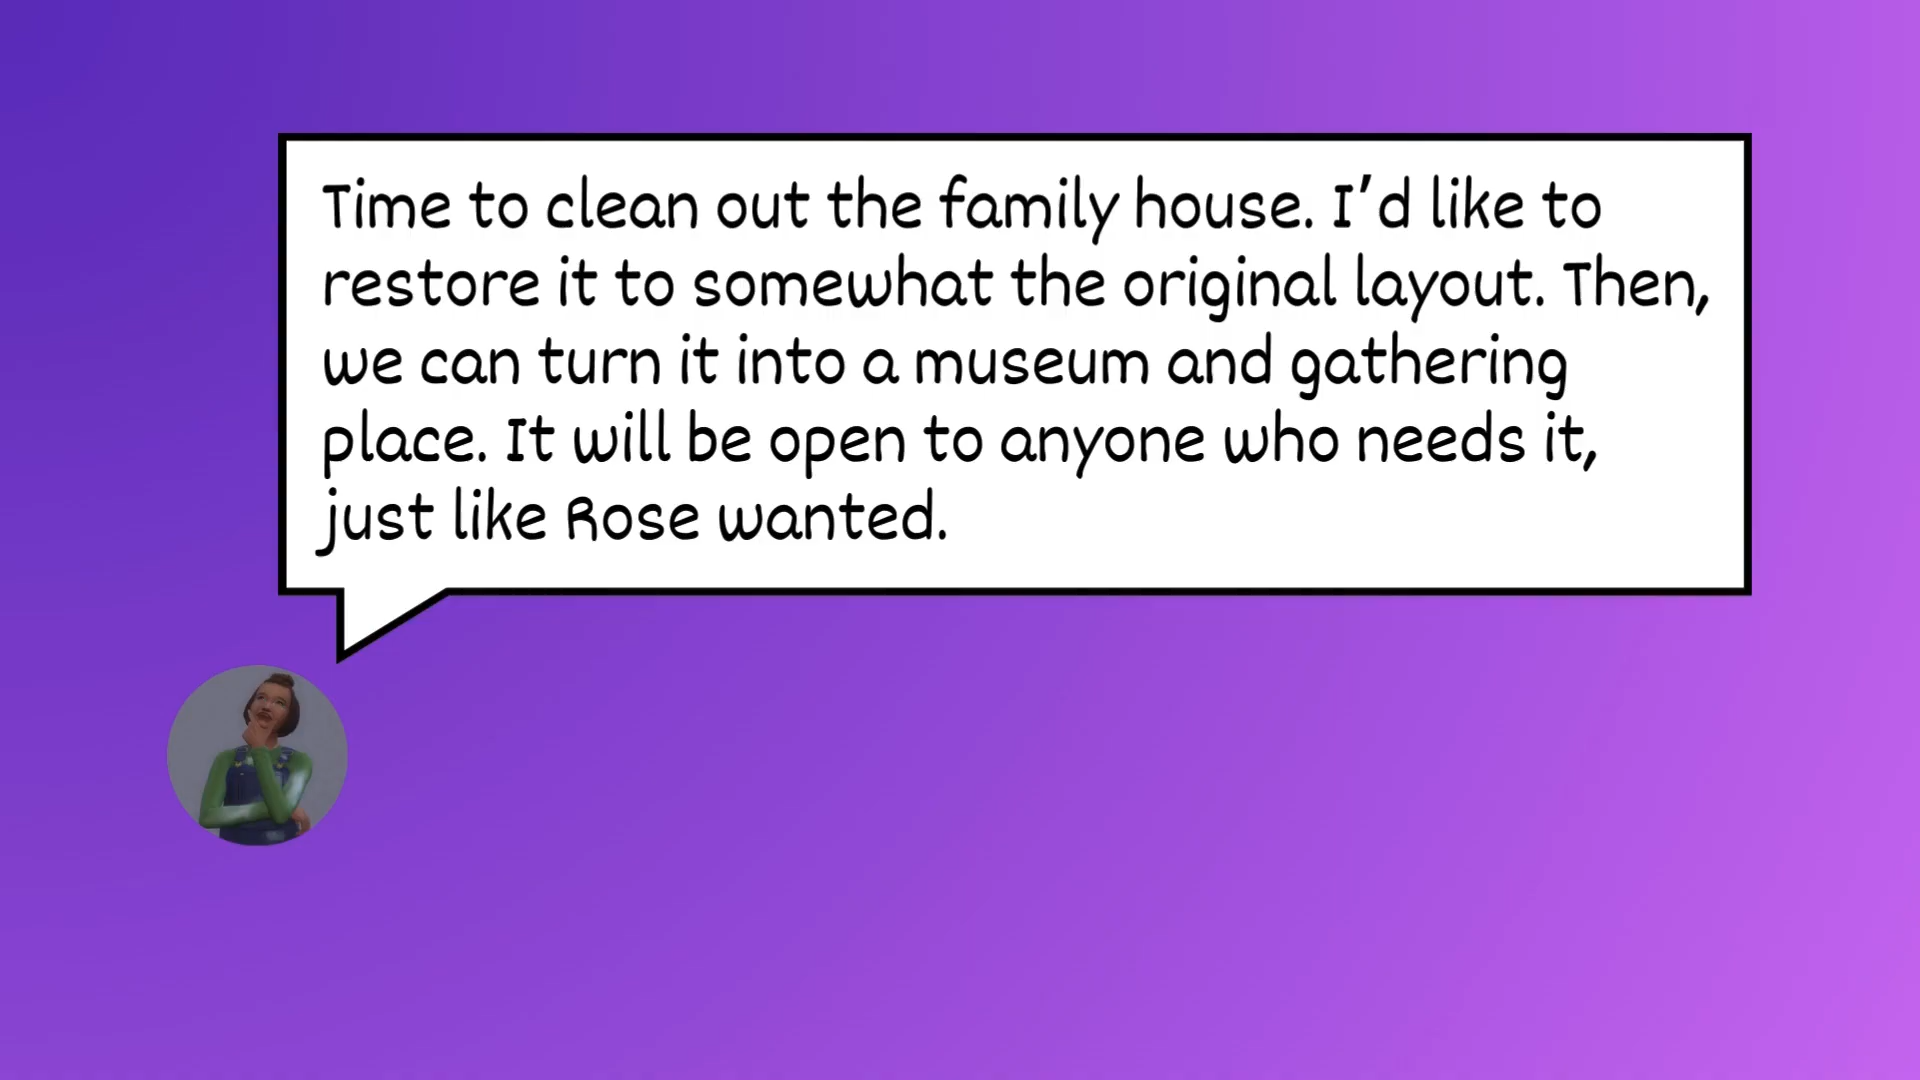 Time to clean out the family house. I'd like to
restore it to somewhat the original layout. Then,
we can turn it into a museum and gathering
place. It will be open to anyone who needs it,
just like Rose wanted.